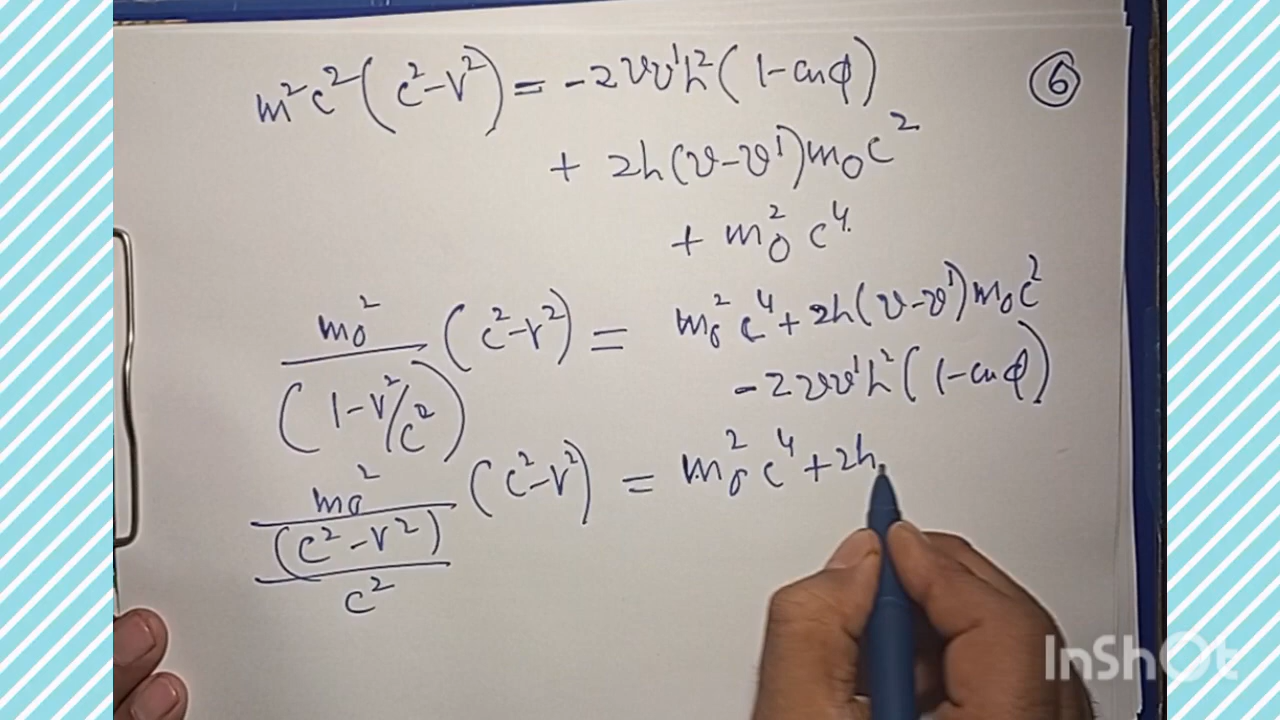 m²c²(c²-v²) = -2νν'h²(1-cosφ)
⑥
+ 2h(ν-ν')m₀c²
+ m₀²c⁴
m₀²/(1-v²/c²) (c²-v²) = m₀²c⁴+2h(ν-ν')m₀c²
-2νν'h²(1-cosφ)
m₀²/((c²-v²)/c²) (c²-v²) = m₀²c⁴+2h
InShOt